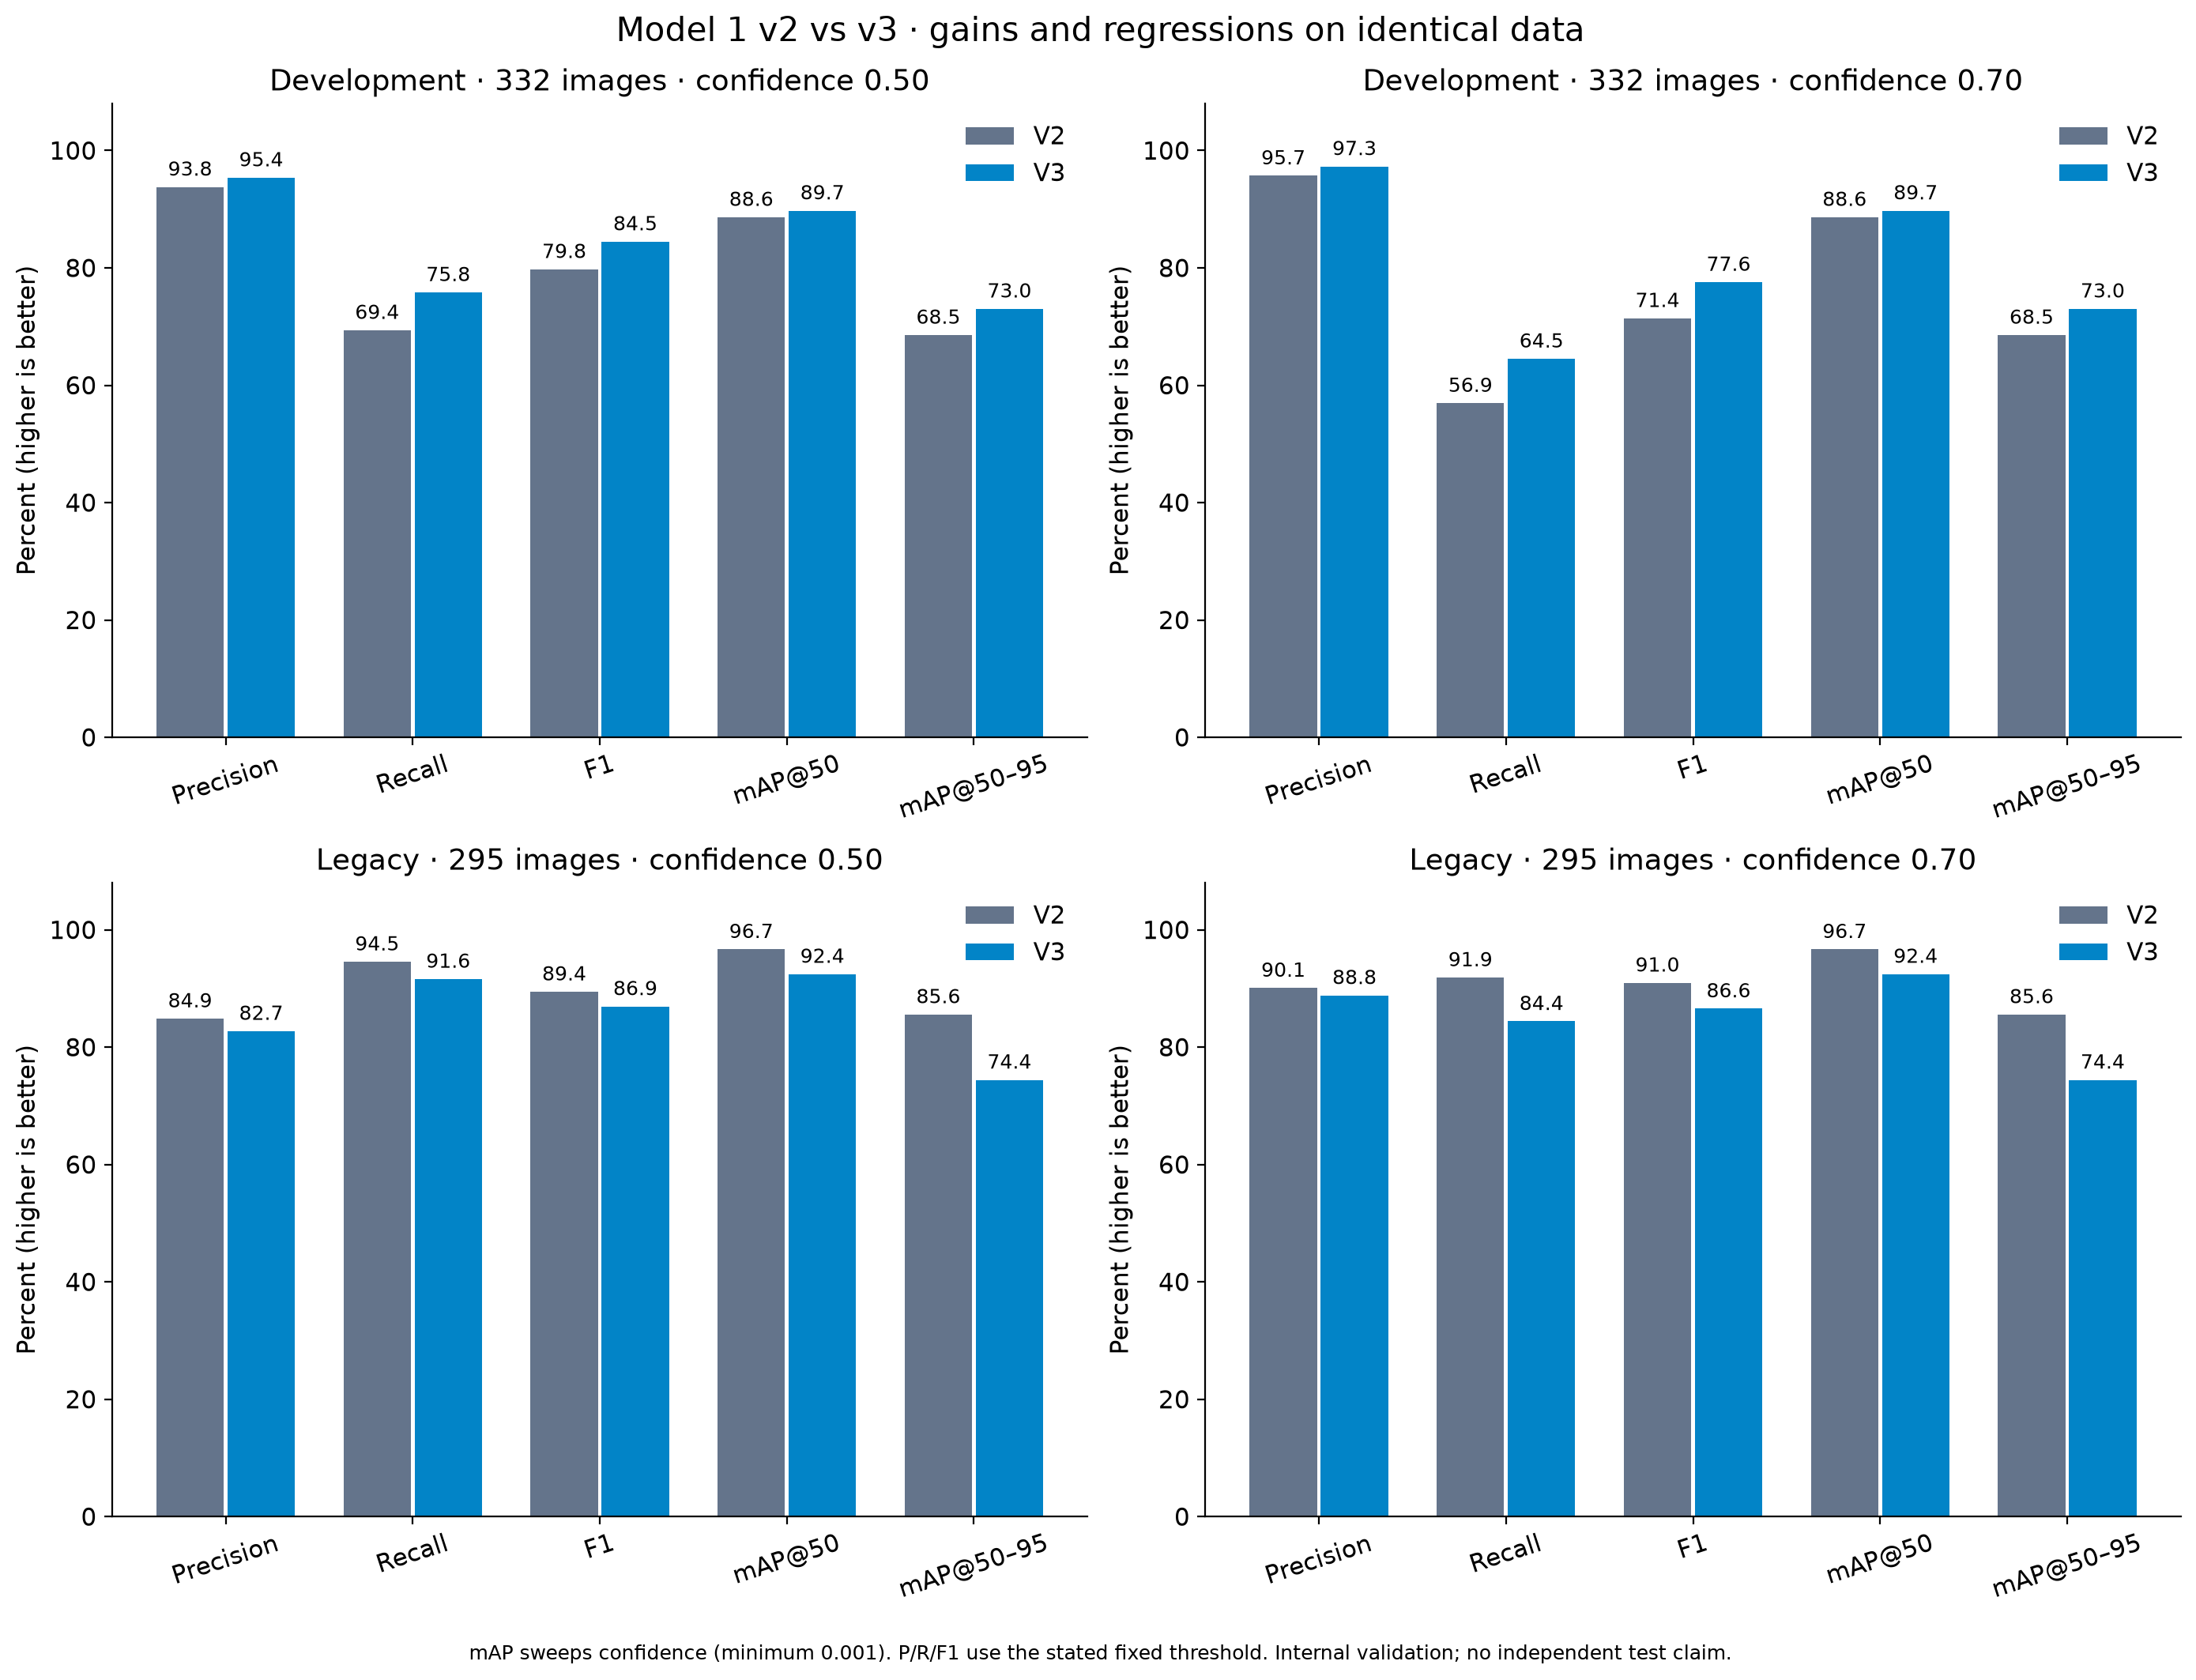 Model 1 v2 vs v3 · gains and regressions on identical data
Development · 332 images · confidence 0.50
V2
V3
Percent (higher is better)
100
80
60
40
20
0
93.8
95.4
69.4
75.8
79.8
84.5
88.6
89.7
68.5
73.0
Precision
Recall
F1
mAP@50
mAP@50–95
Development · 332 images · confidence 0.70
V2
V3
Percent (higher is better)
100
80
60
40
20
0
95.7
97.3
56.9
64.5
71.4
77.6
88.6
89.7
68.5
73.0
Precision
Recall
F1
mAP@50
mAP@50–95
Legacy · 295 images · confidence 0.50
V2
V3
Percent (higher is better)
100
80
60
40
20
0
84.9
82.7
94.5
91.6
89.4
86.9
96.7
92.4
85.6
74.4
Precision
Recall
F1
mAP@50
mAP@50–95
Legacy · 295 images · confidence 0.70
V2
V3
Percent (higher is better)
100
80
60
40
20
0
90.1
88.8
91.9
84.4
91.0
86.6
96.7
92.4
85.6
74.4
Precision
Recall
F1
mAP@50
mAP@50–95
mAP sweeps confidence (minimum 0.001). P/R/F1 use the stated fixed threshold. Internal validation; no independent test claim.